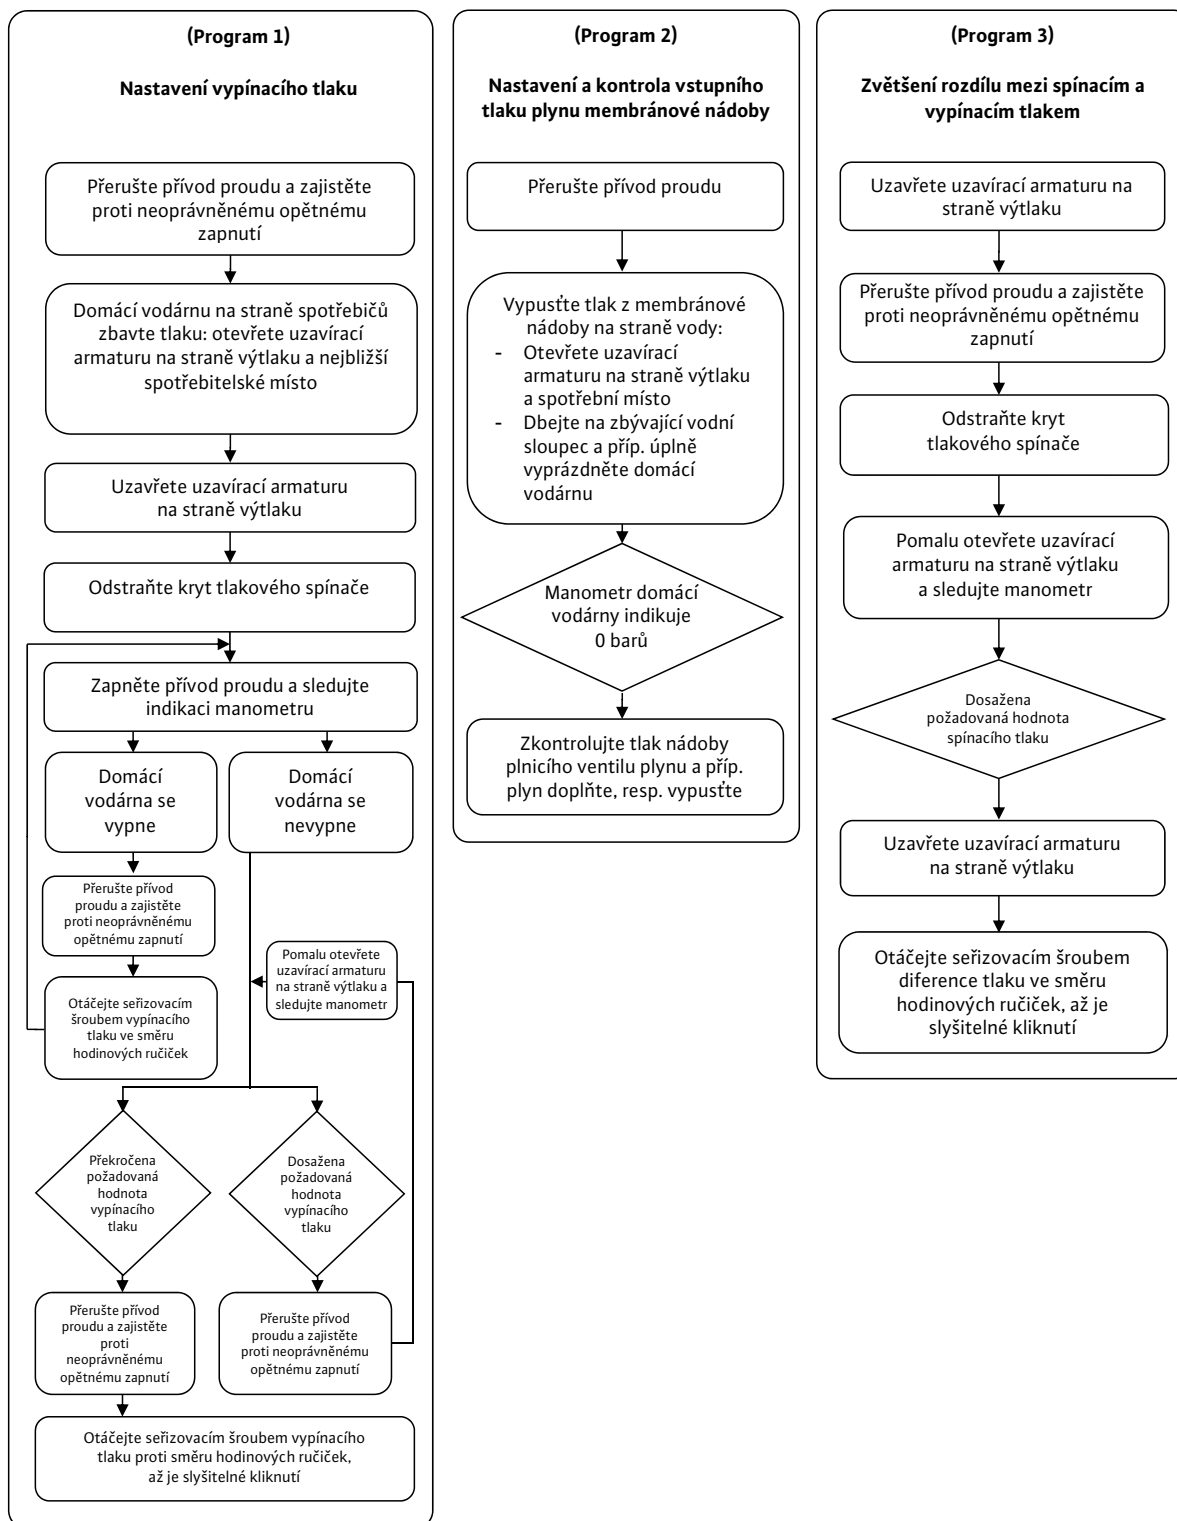 (Program 1)
Nastavení vypínacího tlaku
Přerušte přívod proudu a zajistěte
proti neoprávněnému opětnému
zapnutí
Domácí vodárnu na straně spotřebičů
zbavte tlaku: otevřete uzavírací
armaturu na straně výtlaku a nejbližší
spotřebitelské místo
Uzavřete uzavírací armaturu
na straně výtlaku
Odstraňte kryt tlakového spínače
Zapněte přívod proudu a sledujte
indikaci manometru
Domácí
vodárna se
vypne
Domácí
vodárna se
nevypne
Přerušte přívod
proudu a zajistěte
proti neoprávněnému
opětnému zapnutí
Pomalu otevřete
uzavírací armaturu
na straně výtlaku a
sledujte manometr
Otáčejte seřizovacím
šroubem vypínacího
tlaku ve směru
hodinových ručiček
Překročena
požadovaná
hodnota
vypínacího
tlaku
Dosažena
požadovaná
hodnota
vypínacího
tlaku
Přerušte přívod
proudu a zajistěte
proti
neoprávněnému
opětnému zapnutí
Přerušte přívod
proudu a zajistěte
proti neoprávněnému
opětnému zapnutí
Otáčejte seřizovacím šroubem vypínacího
tlaku proti směru hodinových ručiček,
až je slyšitelné kliknutí
(Program 2)
Nastavení a kontrola vstupního
tlaku plynu membránové nádoby
Přerušte přívod proudu
Vypusťte tlak z membránové
nádoby na straně vody:
- Otevřete uzavírací
armaturu na straně výtlaku
a spotřební místo
- Dbejte na zbývající vodní
sloupec a příp. úplně
vyprázdněte domácí
vodárnu
Manometr domácí
vodárny indikuje
0 barů
Zkontrolujte tlak nádoby
plnicího ventilu plynu a příp.
plyn doplňte, resp. vypusťte
(Program 3)
Zvětšení rozdílu mezi spínacím a
vypínacím tlakem
Uzavřete uzavírací armaturu na
straně výtlaku
Přerušte přívod proudu a zajistěte
proti neoprávněnému opětnému
zapnutí
Odstraňte kryt
tlakového spínače
Pomalu otevřete uzavírací
armaturu na straně výtlaku
a sledujte manometr
Dosažena
požadovaná hodnota
spínacího tlaku
Uzavřete uzavírací armaturu
na straně výtlaku
Otáčejte seřizovacím šroubem
diference tlaku ve směru
hodinových ručiček, až je
slyšitelné kliknutí